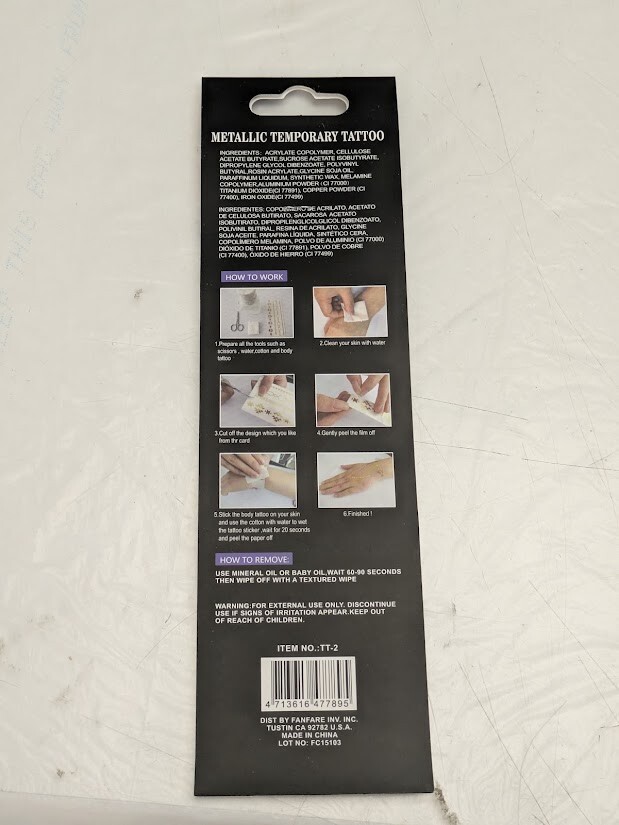 METALLIC TEMPORARY TATTOO
INGREDIENTS: ACRYLATE COPOLYMER, CELLULOSE
ACETATE BUTYRATE,SUCROSE ACETATE ISOBUTYRATE,
DIPROPYLENE GLYCOL DIBENZOATE, POLYVINYL
BUTYRAL,ROSIN ACRYLATE,GLYCINE SOJA OIL,
PARAFFINUM LIQUIDUM, SYNTHETIC WAX, MELAMINE
COPOLYMER,ALUMINIUM POWDER (CI 77000)
TITANIUM DIOXIDE(CI 77891), COPPER POWDER (CI
77400), IRON OXIDE(CI 77499)
INGREDIENTES: DE ACRILATO, ACETATO
DE CELULOSA BUTIRATO, SACAROSA ACETATO
ISOBUTIRATO, DIPROPILENGLICOLGLICOL DIBENZOATO,
POLIVINIL BUTIRAL, RESINA DE ACRILATO, GLYCINE
SOJA ACEITE, PARAFINA LÍQUIDA, SINTÉTICO CERA,
COPOLÍMERO MELAMINA, POLVO DE ALUMINIO (CI 77000)
DIÓXIDO DE TITANIO (CI 77891), POLVO DE COBRE
(CI 77400), ÓXIDO DE HIERRO (CI 77499)
HOW TO WORK
1.Prepare all the tools such as
scissors , water,cotton and body
tattoo
2.Clean your skin with water
3.Cut off the design which you like
from thr card
4.Gently peel the film off
5.Stick the body tattoo on your skin
and use the cotton with water to wet
the tattoo sticker ,wait for 20 seconds
and peel the paper off
6.Finished !
HOW TO REMOVE:
USE MINERAL OIL OR BABY OIL,WAIT 60-90 SECONDS
THEN WIPE OFF WITH A TEXTURED WIPE
WARNING:FOR EXTERNAL USE ONLY. DISCONTINUE
USE IF SIGNS OF IRRITATION APPEAR.KEEP OUT
OF REACH OF CHILDREN.
ITEM NO.:TT-2
4 713616 477895
DIST BY FANFARE INV. INC.
TUSTIN CA 92782 U.S.A.
MADE IN CHINA
LOT NO: FC15103